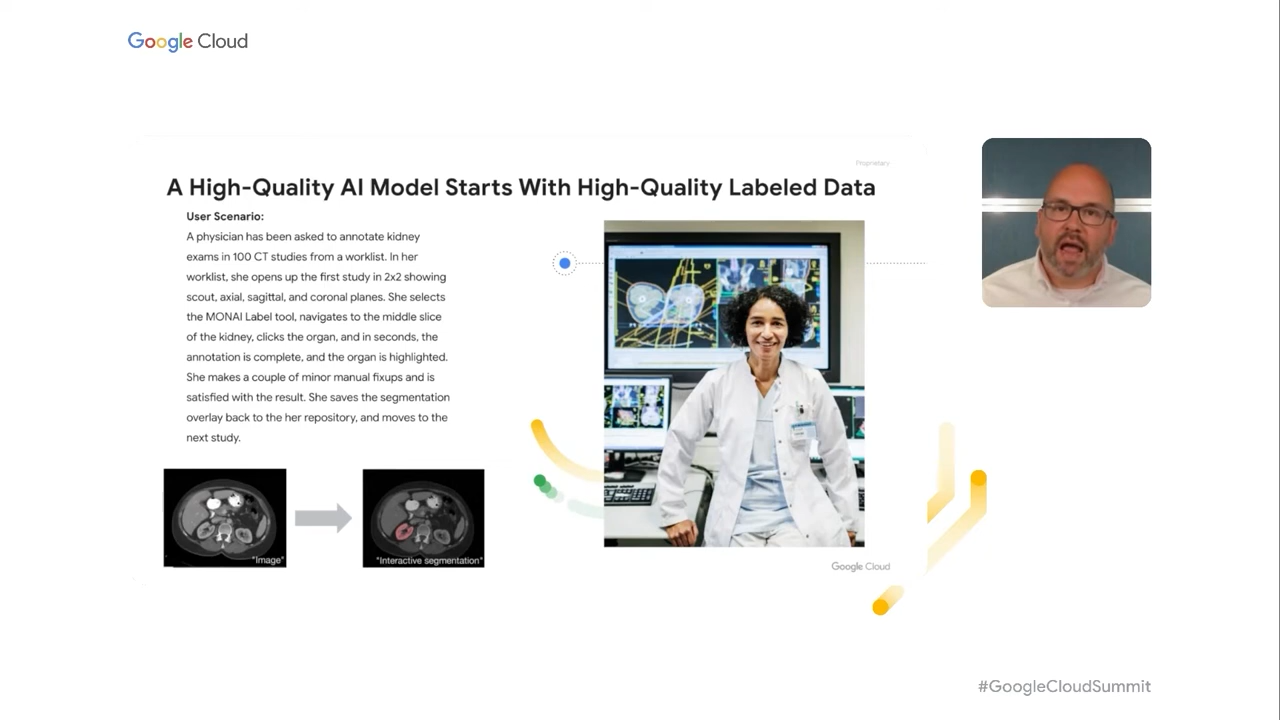 Google Cloud
Proprietary
A High-Quality AI Model Starts With High-Quality Labeled Data
User Scenario:
A physician has been asked to annotate kidney
exams in 100 CT studies from a worklist. In her
worklist, she opens up the first study in 2x2 showing
scout, axial, sagittal, and coronal planes. She selects
the MONAI Label tool, navigates to the middle slice
of the kidney, clicks the organ, and in seconds, the
annotation is complete, and the organ is highlighted.
She makes a couple of minor manual fixups and is
satisfied with the result. She saves the segmentation
overlay back to the her repository, and moves to the
next study.
"Image"
"Interactive segmentation"
Google Cloud
#GoogleCloudSummit